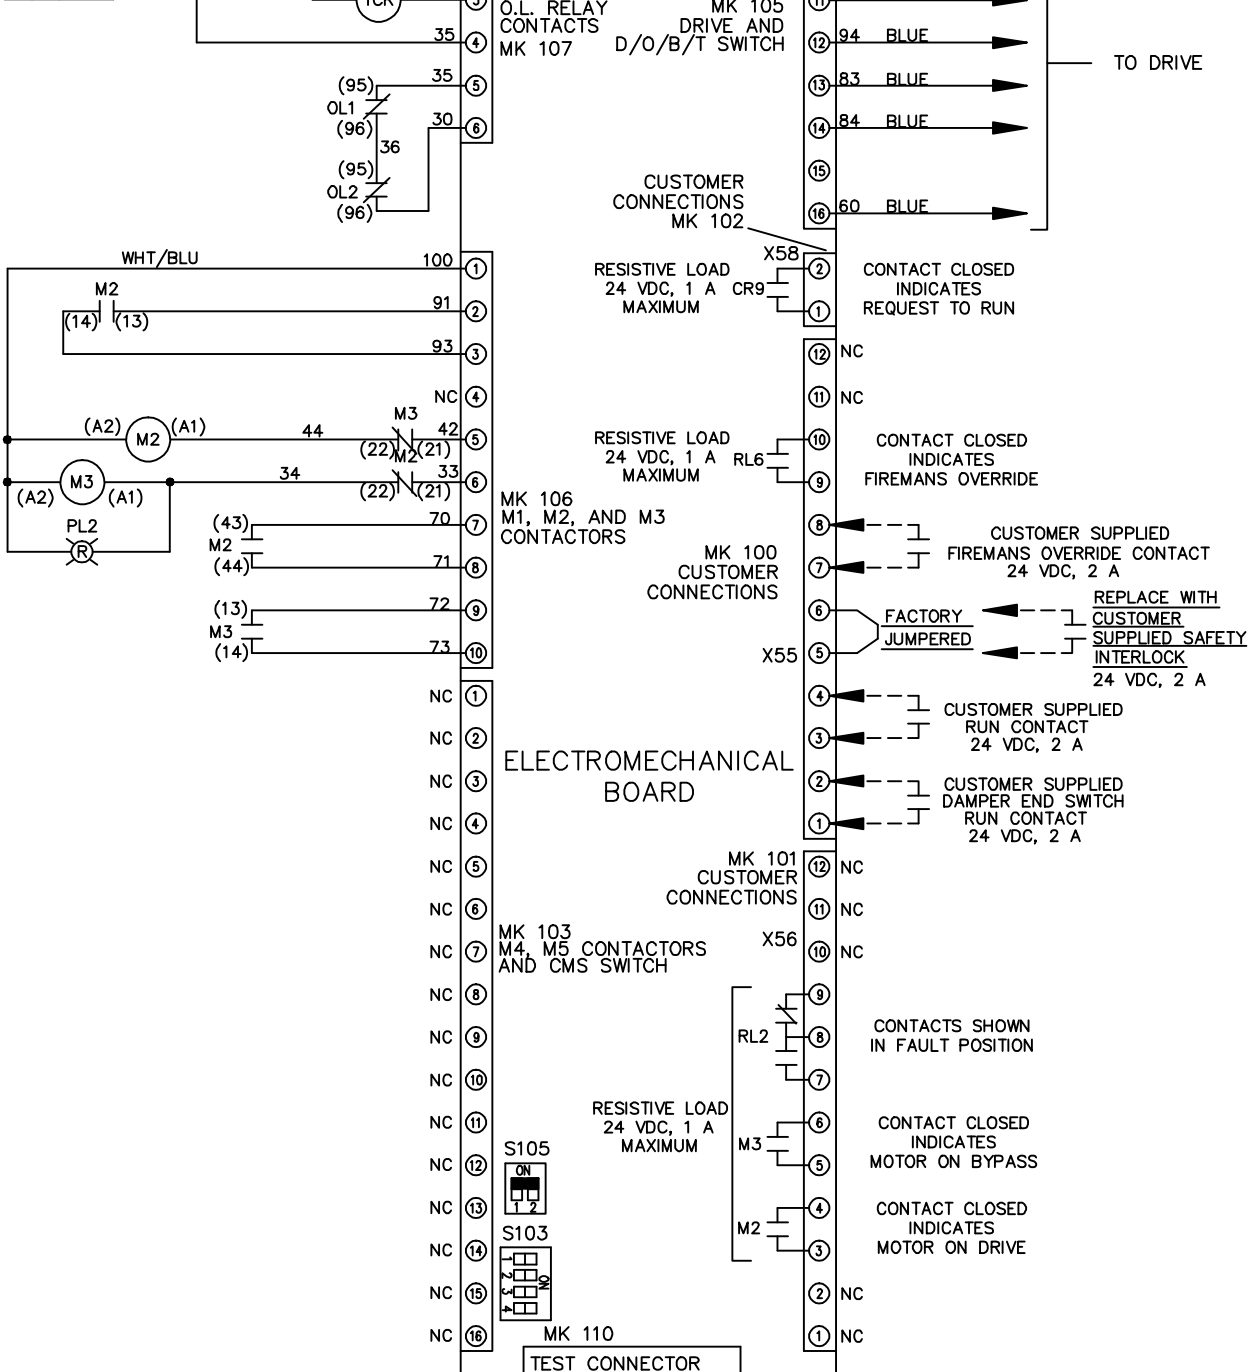 TCR
3
O.L. RELAY
CONTACTS
MK 107
35
4
35
5
30
6
(95)
OL1
(96)
36
(95)
OL2
(96)
MK 105
DRIVE AND
D/O/B/T SWITCH
11
12
94 BLUE
13
83 BLUE
14
84 BLUE
15
16
60 BLUE
TO DRIVE
CUSTOMER
CONNECTIONS
MK 102
X58
RESISTIVE LOAD
24 VDC, 1 A
MAXIMUM
CR9
2
1
CONTACT CLOSED
INDICATES
REQUEST TO RUN
WHT/BLU
100
1
M2
(14) (13)
91
2
93
3
NC
4
(A2) M2 (A1)
44
M3
(22) (21)
42
5
(A2) M3 (A1)
34
M2
(22) (21)
33
6
PL2
R
(43)
M2
(44)
70
7
71
8
(13)
M3
(14)
72
9
73
10
MK 106
M1, M2, AND M3
CONTACTORS
12 NC
11 NC
RESISTIVE LOAD
24 VDC, 1 A
MAXIMUM
RL6
10
9
CONTACT CLOSED
INDICATES
FIREMANS OVERRIDE
8
7
CUSTOMER SUPPLIED
FIREMANS OVERRIDE CONTACT
24 VDC, 2 A
MK 100
CUSTOMER
CONNECTIONS
X55
6
5
FACTORY
JUMPERED
REPLACE WITH
CUSTOMER
SUPPLIED SAFETY
INTERLOCK
24 VDC, 2 A
4
3
CUSTOMER SUPPLIED
RUN CONTACT
24 VDC, 2 A
2
1
CUSTOMER SUPPLIED
DAMPER END SWITCH
RUN CONTACT
24 VDC, 2 A
ELECTROMECHANICAL
BOARD
NC 1
NC 2
NC 3
NC 4
NC 5
NC 6
NC 7
NC 8
NC 9
NC 10
NC 11
NC 12
NC 13
NC 14
NC 15
NC 16
MK 103
M4, M5 CONTACTORS
AND CMS SWITCH
MK 101
CUSTOMER
CONNECTIONS
X56
12 NC
11 NC
10 NC
9
8
7
RL2
CONTACTS SHOWN
IN FAULT POSITION
RESISTIVE LOAD
24 VDC, 1 A
MAXIMUM
M3
6
5
CONTACT CLOSED
INDICATES
MOTOR ON BYPASS
M2
4
3
CONTACT CLOSED
INDICATES
MOTOR ON DRIVE
2 NC
1 NC
S105
ON
1 2
S103
1
2
3
4
ON
MK 110
TEST CONNECTOR